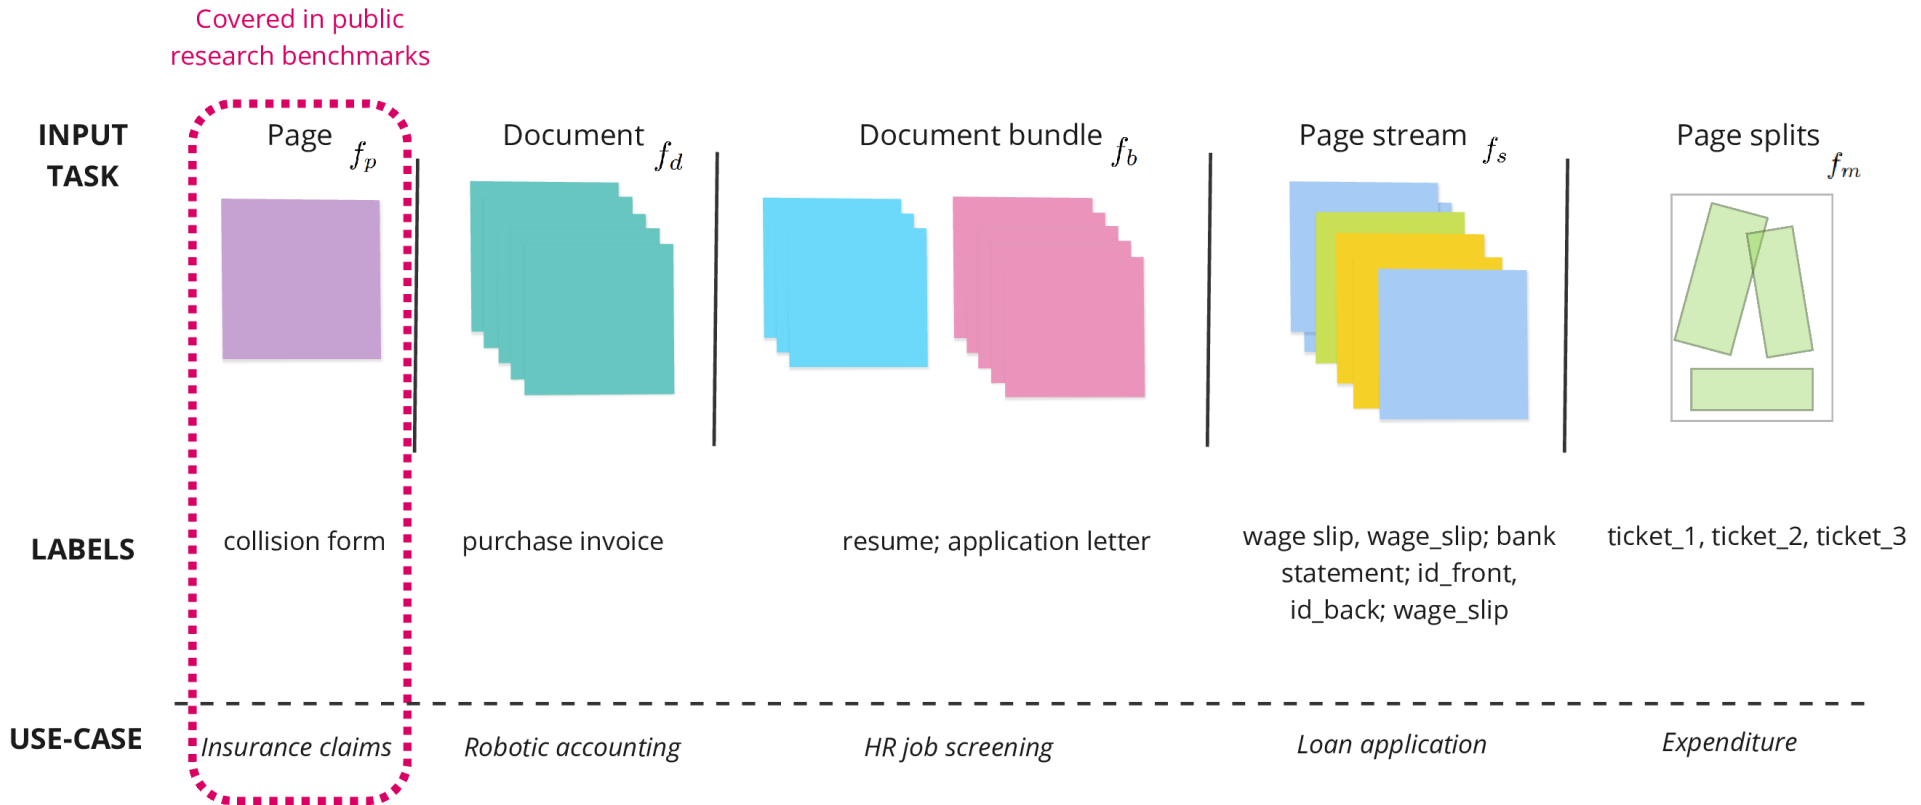 Covered in public
research benchmarks
INPUT
TASK
Page
f_p
Document
f_d
Document bundle
f_b
Page stream
f_s
Page splits
f_m
LABELS
collision form
purchase invoice
resume; application letter
wage slip, wage_slip; bank
statement; id_front,
id_back; wage_slip
ticket_1, ticket_2, ticket_3
USE-CASE
Insurance claims
Robotic accounting
HR job screening
Loan application
Expenditure